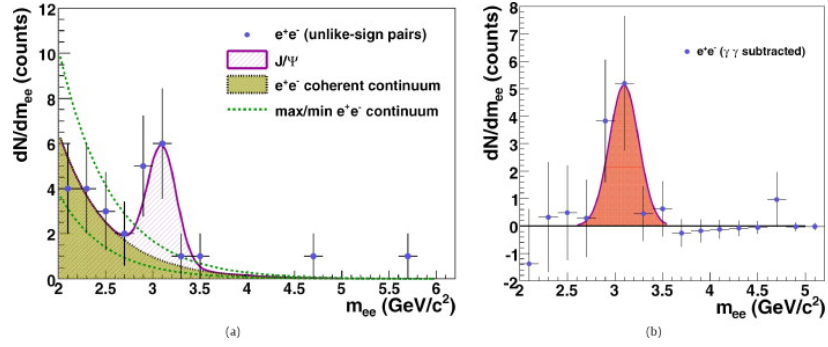 12
10
8
6
4
2
0
dN/dm_ee (counts)
e⁺e⁻ (unlike-sign pairs)
J/Ψ
e⁺e⁻ coherent continuum
max/min e⁺e⁻ continuum
2 2.5 3 3.5 4 4.5 5 5.5 6
m_ee (GeV/c²)
(a)
8
7
6
5
4
3
2
1
0
-1
-2
dN/dm_ee (counts)
e⁺e⁻ (γ γ subtracted)
2 2.5 3 3.5 4 4.5 5
m_ee (GeV/c²)
(b)